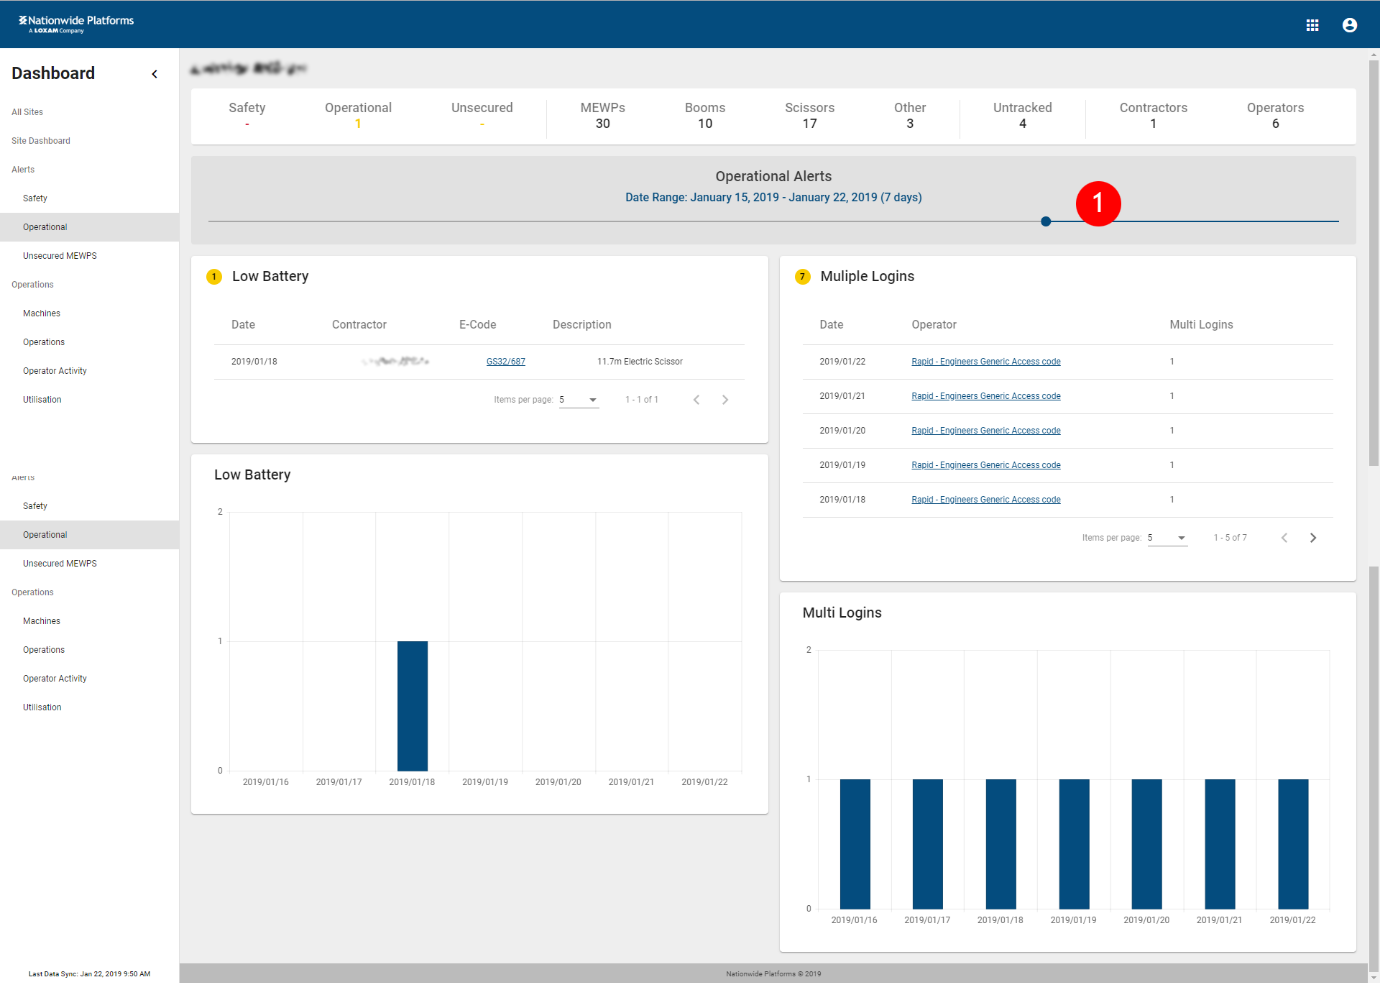 Nationwide Platforms
A LOXAM Company
Dashboard
All Sites
Site Dashboard
Alerts
Safety
Operational
Unsecured MEWPS
Operations
Machines
Operations
Operator Activity
Utilisation
Alerts
Safety
Operational
Unsecured MEWPS
Operations
Machines
Operations
Operator Activity
Utilisation
Last Data Sync: Jan 22, 2019 9:50 AM
Safety Operational Unsecured MEWPs Booms Scissors Other Untracked Contractors Operators
- 1 - 30 10 17 3 4 1 6
Operational Alerts
Date Range: January 15, 2019 - January 22, 2019 (7 days)
1
1 Low Battery
Date Contractor E-Code Description
2019/01/18 GS32/687 11.7m Electric Scissor
Items per page: 5 1 - 1 of 1
Low Battery
2
1
0
2019/01/16 2019/01/17 2019/01/18 2019/01/19 2019/01/20 2019/01/21 2019/01/22
7 Muliple Logins
Date Operator Multi Logins
2019/01/22 Rapid - Engineers Generic Access code 1
2019/01/21 Rapid - Engineers Generic Access code 1
2019/01/20 Rapid - Engineers Generic Access code 1
2019/01/19 Rapid - Engineers Generic Access code 1
2019/01/18 Rapid - Engineers Generic Access code 1
Items per page: 5 1 - 5 of 7
Multi Logins
2
1
0
2019/01/16 2019/01/17 2019/01/18 2019/01/19 2019/01/20 2019/01/21 2019/01/22
Nationwide Platforms © 2019